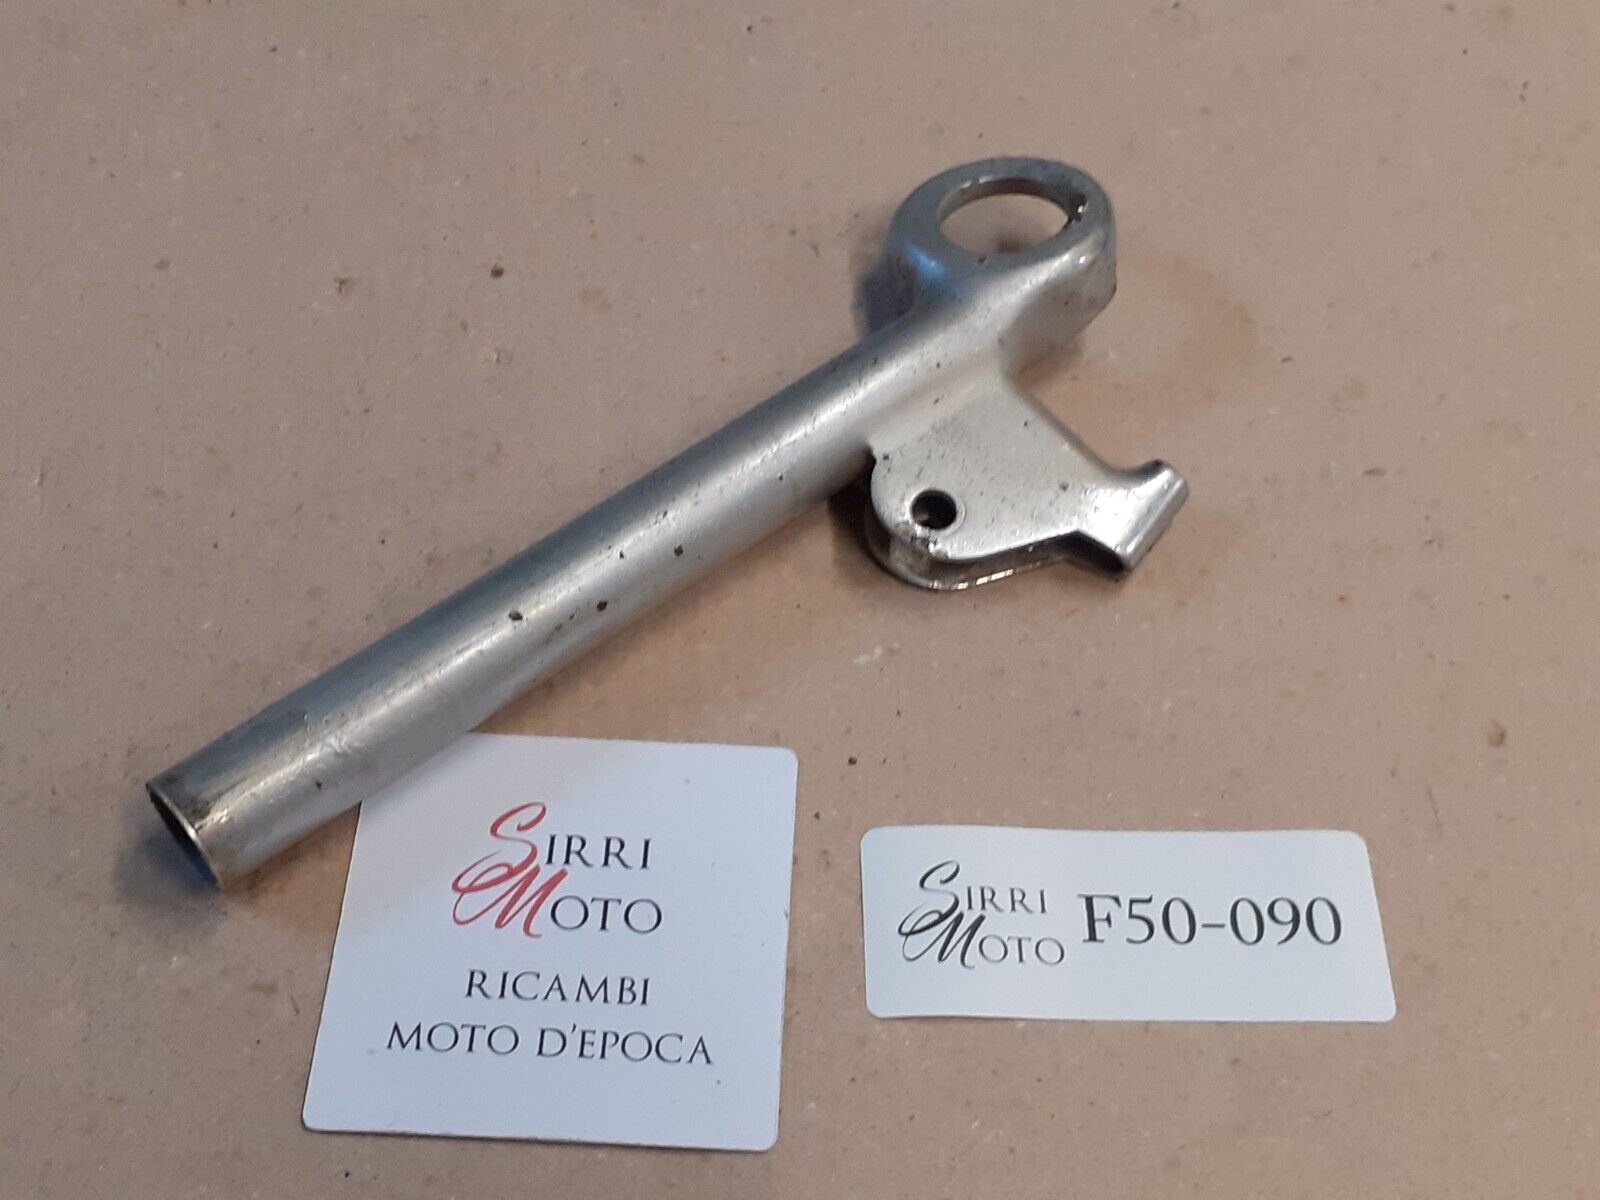 SIRRI
MOTO
RICAMBI
MOTO D'EPOCA
SIRRI
MOTO
F50-090